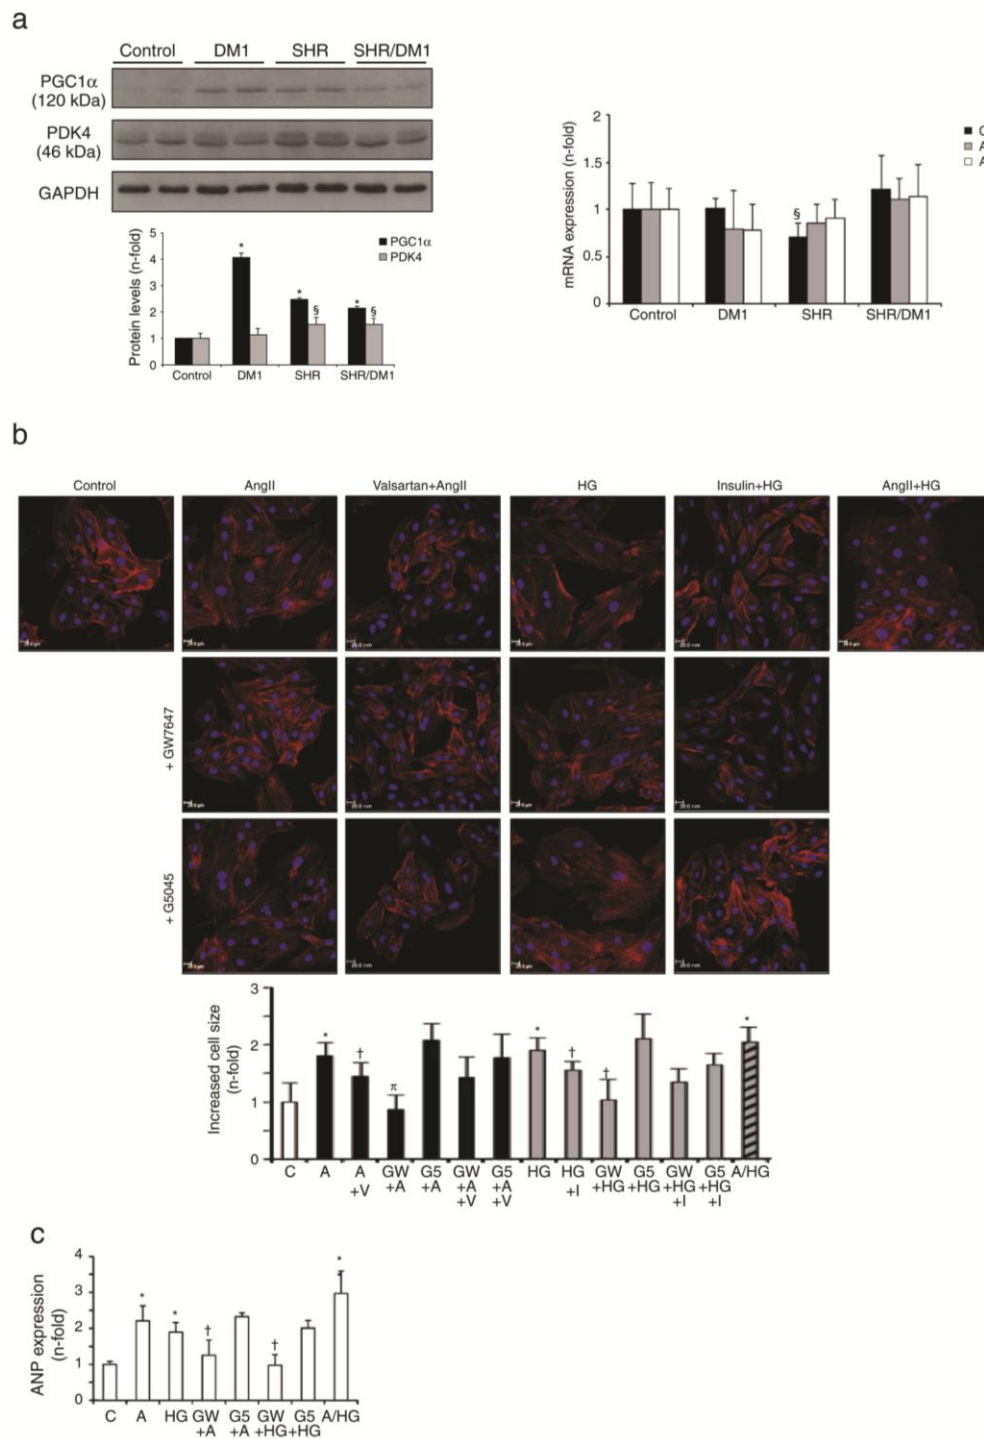 a
Control DM1 SHR SHR/DM1
PGC1α
(120 kDa)
PDK4
(46 kDa)
GAPDH
Protein levels (n-fold)
5
4
3
2
1
0
* * *
§ §
PGC1α
PDK4
Control DM1 SHR SHR/DM1
mRNA expression (n-fold)
2
1.5
1
0.5
0
§
C
A
A
Control DM1 SHR SHR/DM1
b
Control AngII Valsartan+AngII HG Insulin+HG AngII+HG
+ GW7647
+ G5045
Increased cell size
(n-fold)
3
2
1
0
* † π * † ‡ *
C A A GW G5 GW G5 HG HG GW G5 GW G5 A/HG
+V +A +A +A +A +I +HG +HG +HG +HG
+V +V +I +I
c
ANP expression
(n-fold)
4
3
2
1
0
* * † † * *
C A HG GW G5 GW G5 A/HG
+A +A +HG +HG